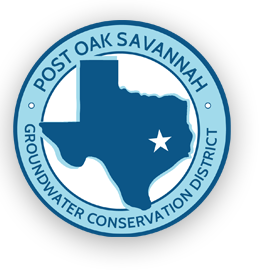 POST OAK SAVANNAH
GROUNDWATER CONSERVATION DISTRICT